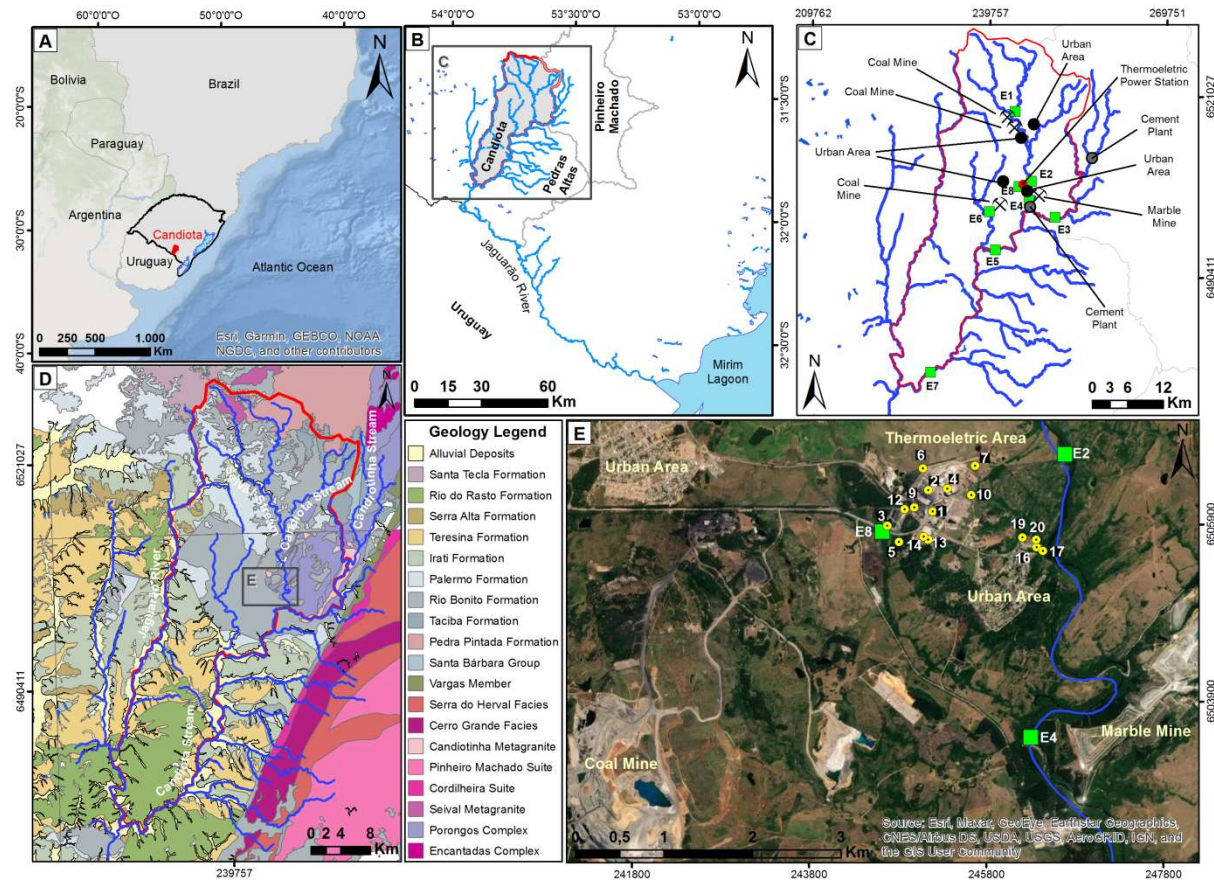 60°0'0"W
50°0'0"W
40°0'0"W
A
N
Bolivia
Brazil
20°0'0"S
Paraguay
Argentina
30°0'0"S
Candiota
Uruguay
Atlantic Ocean
0 250 500 1.000
Km
Esri, Garmin, GEBCO, NOAA
NGDC, and other contributors
40°0'0"S
54°0'0"W
53°30'0"W
53°0'0"W
B
N
C
Pinheiro
Machado
Candiota
Pedras
Altas
31°30'0"S
32°0'0"S
32°30'0"S
Jaguarão River
Uruguay
Mirim
Lagoon
0 15 30 60
Km
209762
239757
269751
C
Urban
Area
Coal Mine
Thermoeletric
Power Station
E1
Coal Mine
Cement
Plant
6521027
Urban Area
E2
Urban
Area
Coal
Mine
E8
E4
E6
Marble
Mine
E3
E5
6490411
Cement
Plant
N
E7
0 3 6 12
Km
D
N
6521027
Candiotinha Stream
Candiota Stream
E
Jaguarão River
6490411
Candiota Stream
0 2 4 8
Km
239757
Geology Legend
Alluvial Deposits
Santa Tecla Formation
Rio do Rasto Formation
Serra Alta Formation
Teresina Formation
Irati Formation
Palermo Formation
Rio Bonito Formation
Taciba Formation
Pedra Pintada Formation
Santa Bárbara Group
Vargas Member
Serra do Herval Facies
Cerro Grande Facies
Candiotinha Metagranite
Pinheiro Machado Suite
Cordilheira Suite
Seival Metagranite
Porongos Complex
Encantadas Complex
E
Thermoeletric Area
N
Urban Area
E2
6
7
2
4
12
9
10
1
3
E8
5
14
13
19
20
16
17
6505900
Urban Area
6503900
E4
Marble Mine
Coal Mine
Source: Esri, Maxar, GeoEye, Earthstar Geographics,
CNES/Airbus DS, USDA, USGS, AeroGRID, IGN, and
the GIS User Community
0 0,5 1 2 3
Km
241800
243800
245800
247800